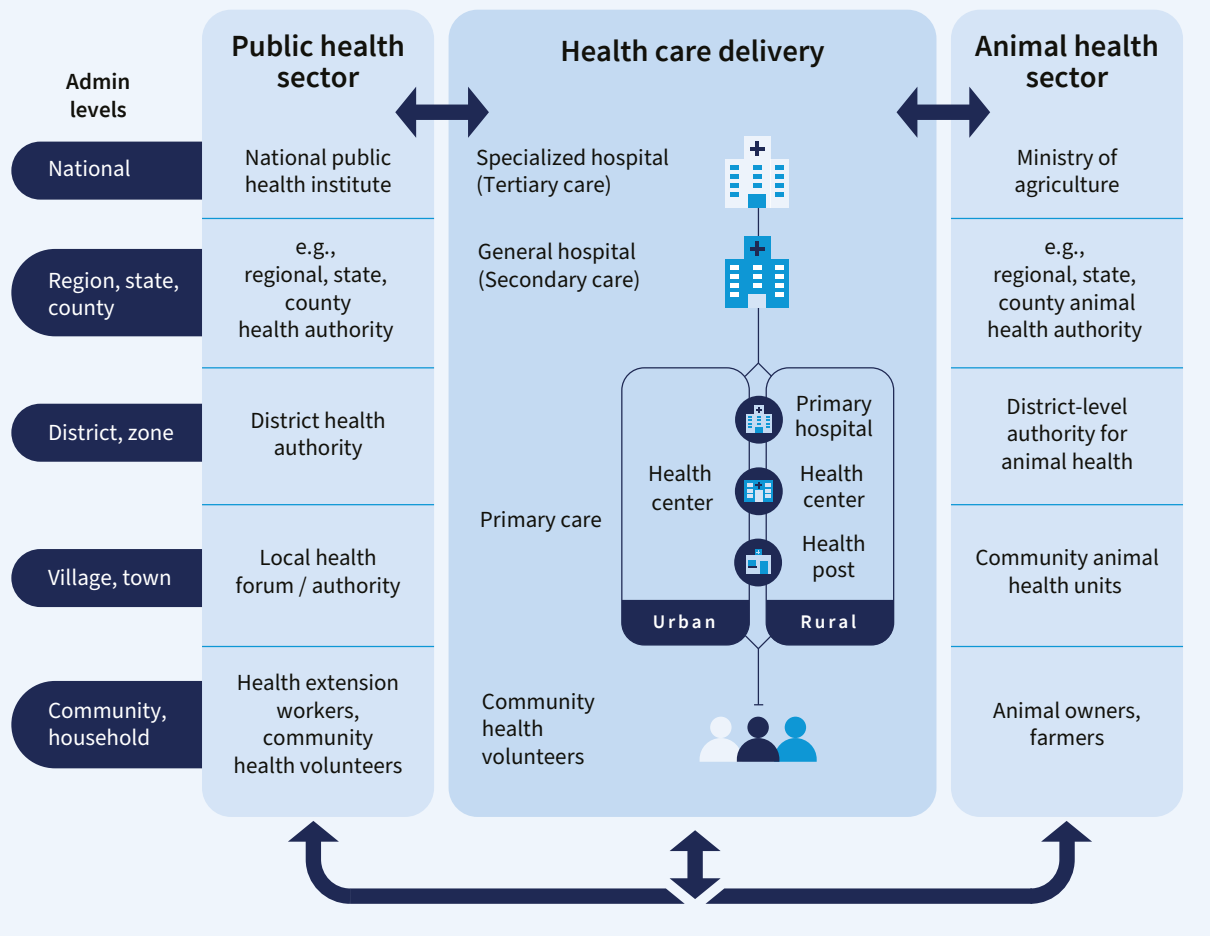 Admin
levels
National
Region, state,
county
District, zone
Village, town
Community,
household
Public health
sector
National public
health institute
e.g.,
regional, state,
county
health authority
District health
authority
Local health
forum / authority
Health extension
workers,
community
health volunteers
Health care delivery
Specialized hospital
(Tertiary care)
General hospital
(Secondary care)
Primary care
Health
center
Urban
Primary
hospital
Health
center
Health
post
Rural
Community
health
volunteers
Animal health
sector
Ministry of
agriculture
e.g.,
regional, state,
county animal
health authority
District-level
authority for
animal health
Community animal
health units
Animal owners,
farmers